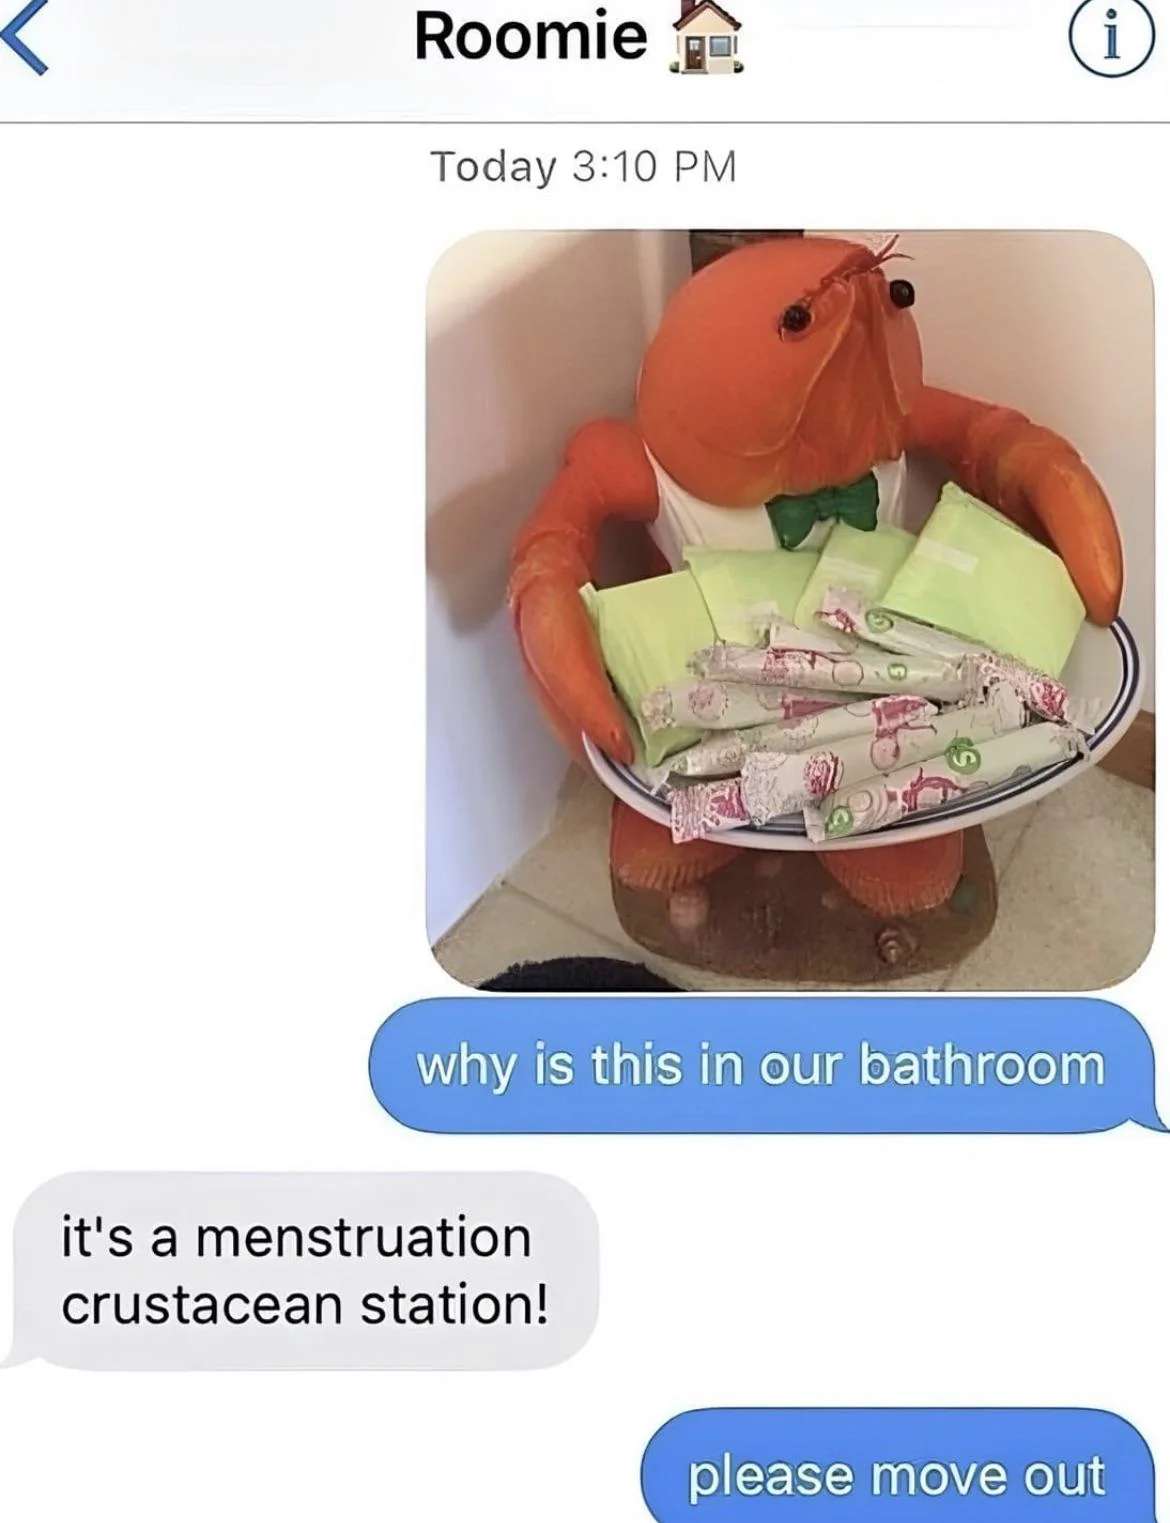 Roomie 🏠
Today 3:10 PM
why is this in our bathroom
it's a menstruation
crustacean station!
please move out